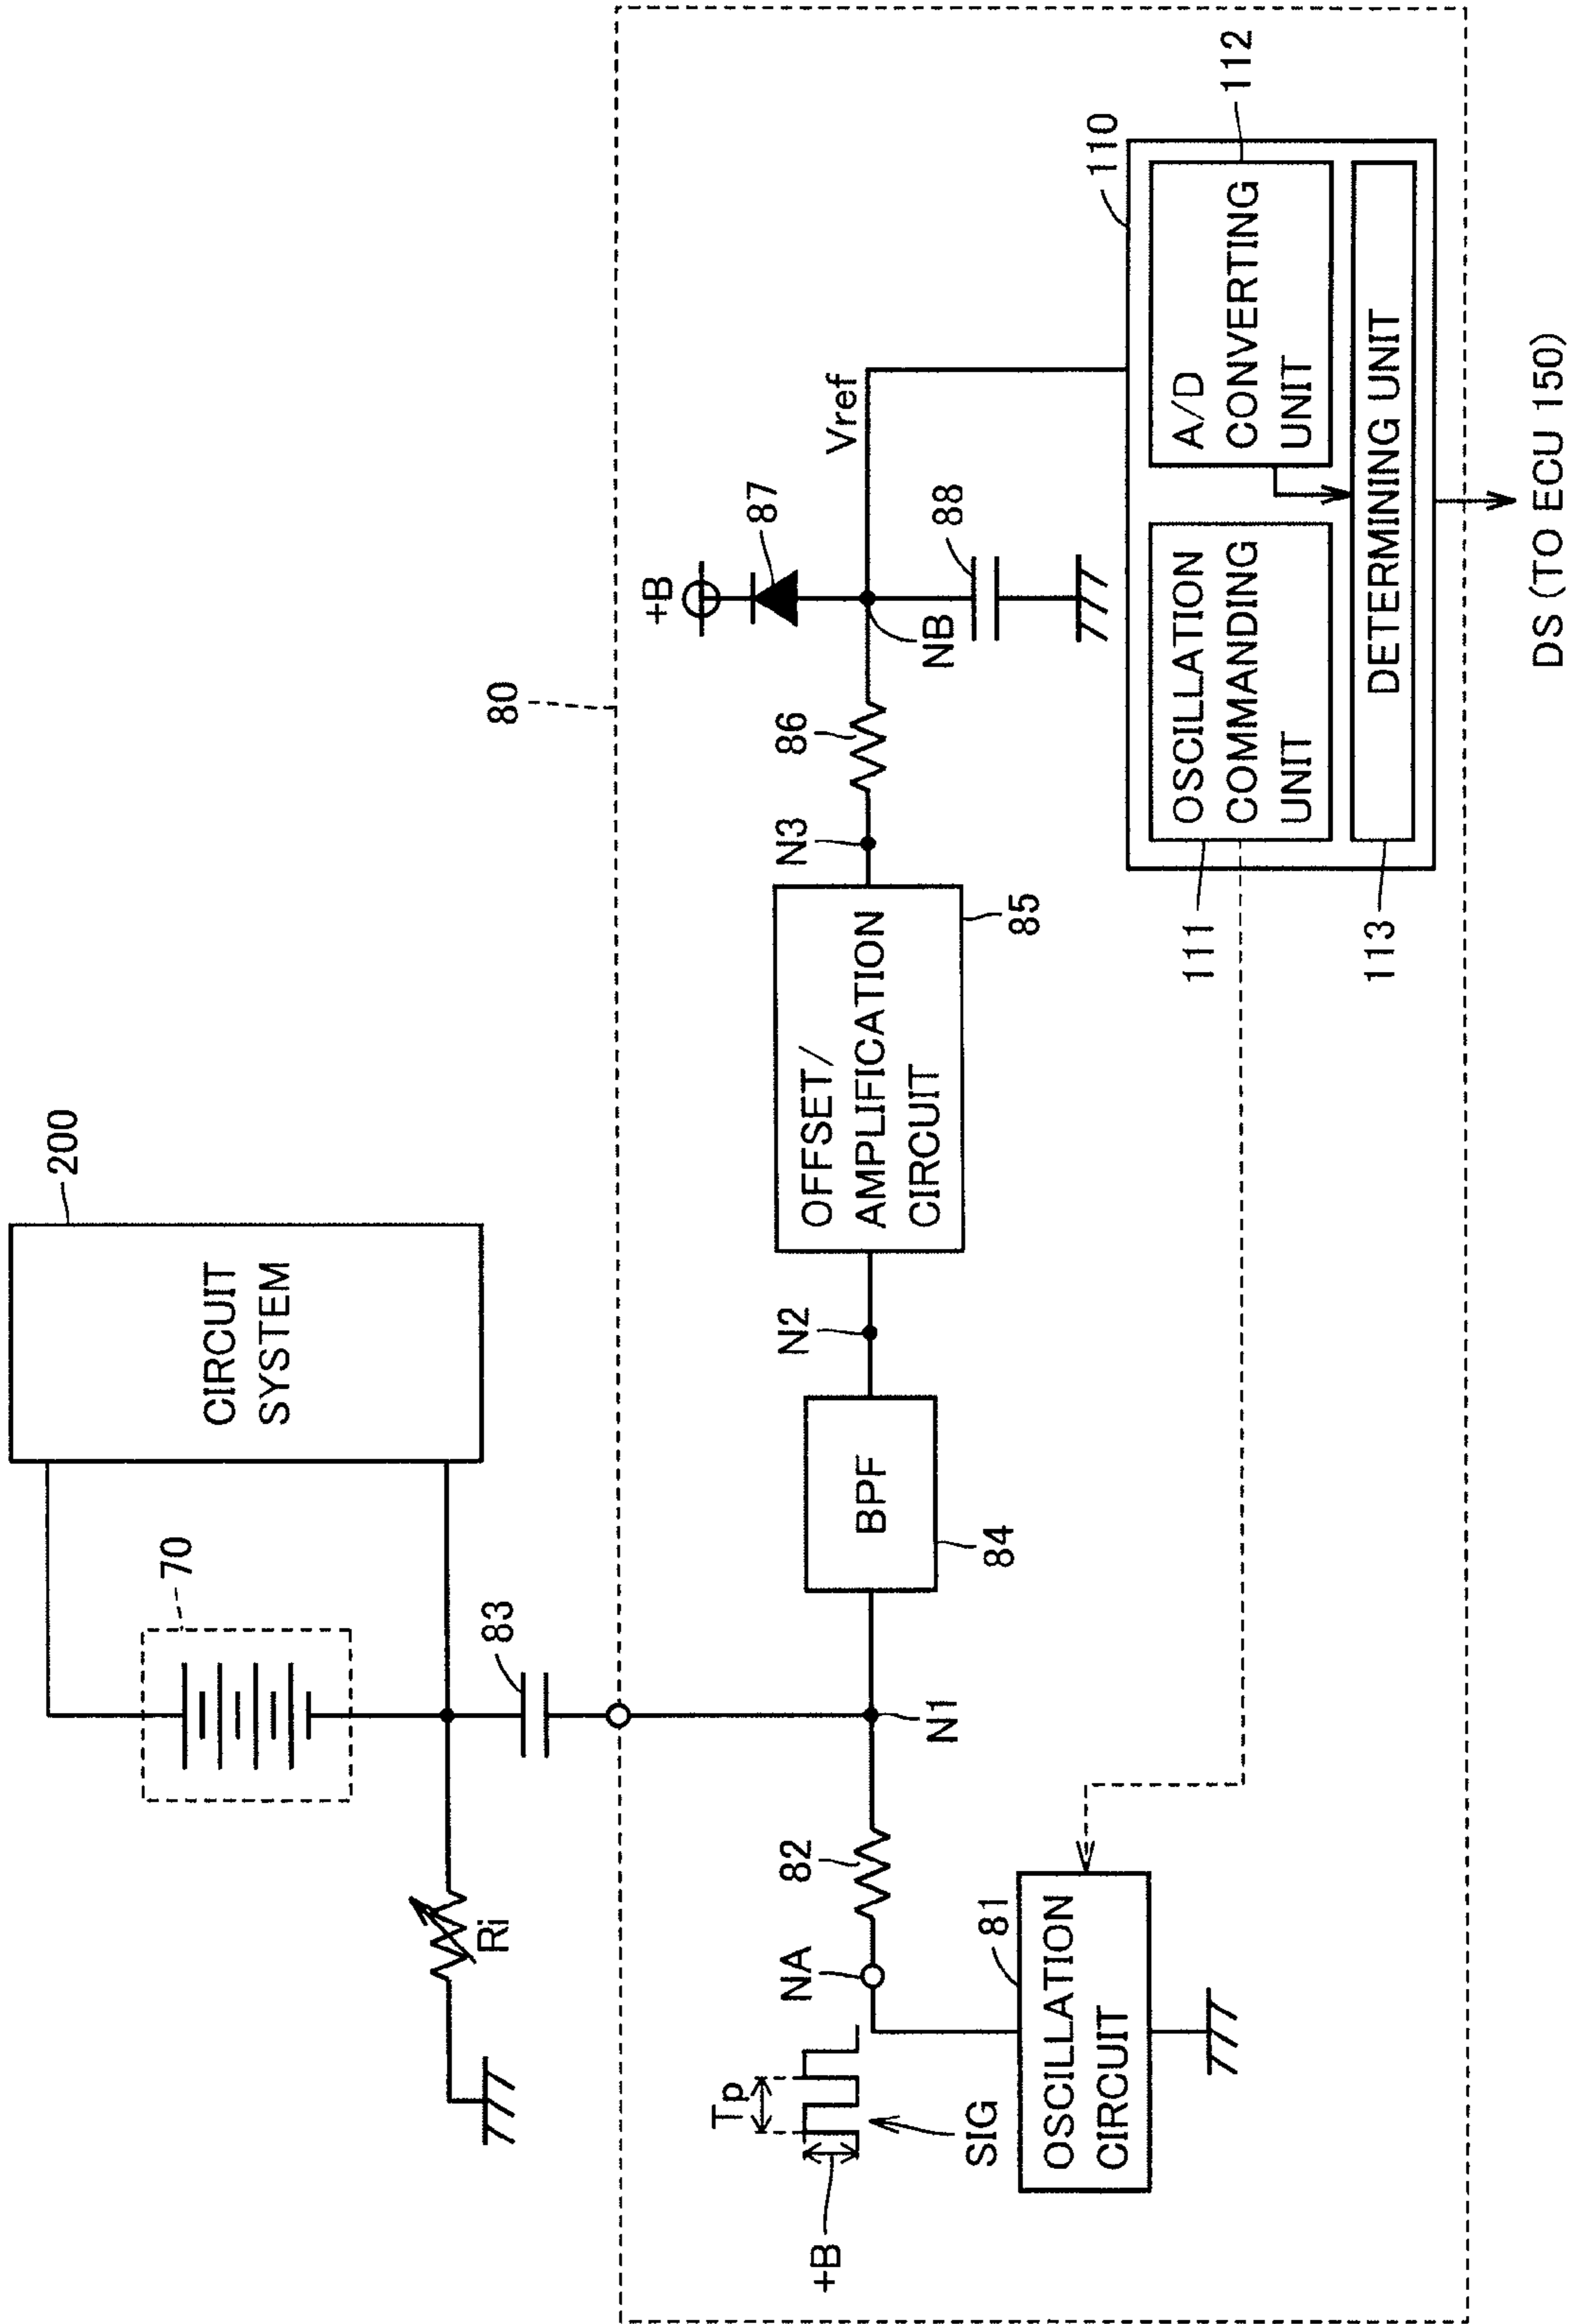 200
CIRCUIT
SYSTEM
70
83
Ri
80
+B
87
Vref
NB
88
86
N3
OFFSET/
AMPLIFICATION
CIRCUIT
85
N2
BPF
84
N1
82
NA
Tp
+B
SIG
81
OSCILLATION
CIRCUIT
110
112
A/D
CONVERTING
UNIT
OSCILLATION
COMMANDING
UNIT
111
DETERMINING UNIT
113
DS (TO ECU 150)